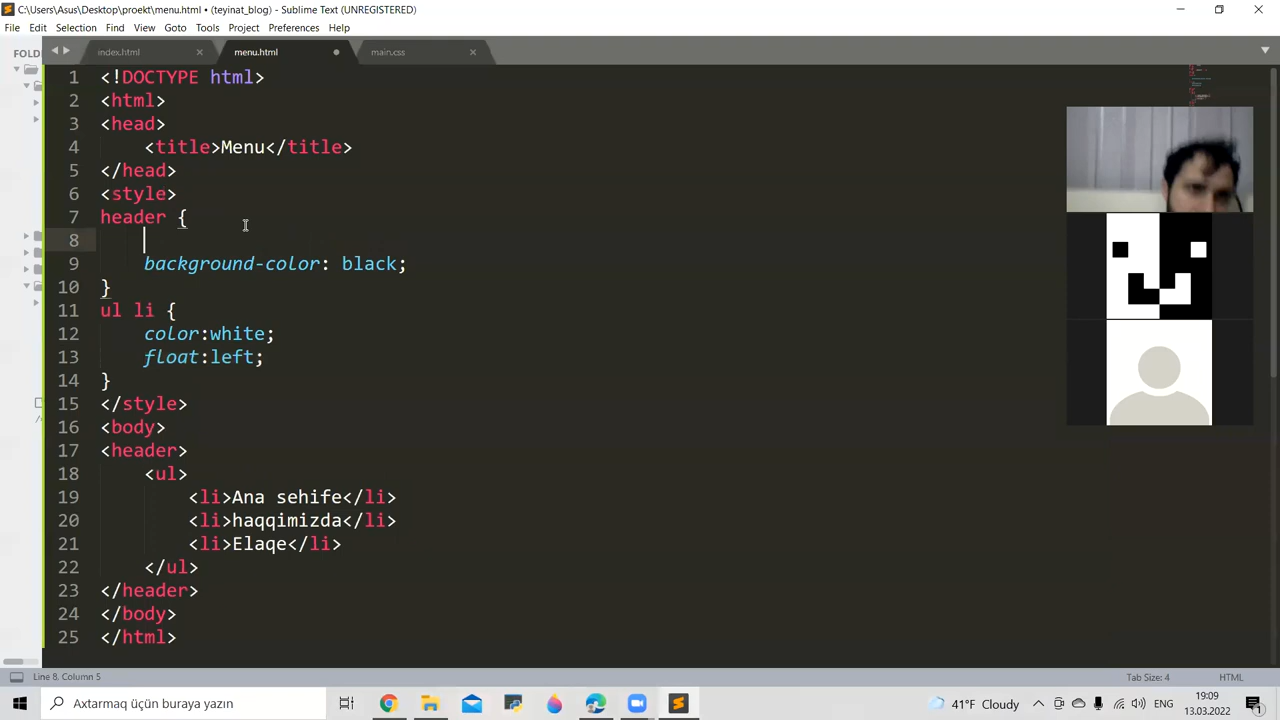 C:\Users\Asus\Desktop\proekt\menu.html • (teyinat_blog) - Sublime Text (UNREGISTERED)
File Edit Selection Find View Goto Tools Project Preferences Help
FOLD
index.html
menu.html
main.css
1 <!DOCTYPE html>
2 <html>
3 <head>
4 <title>Menu</title>
5 </head>
6 <style>
7 header {
8
9 background-color: black;
10 }
11 ul li {
12 color:white;
13 float:left;
14 }
15 </style>
16 <body>
17 <header>
18 <ul>
19 <li>Ana sehife</li>
20 <li>haqqimizda</li>
21 <li>Elaqe</li>
22 </ul>
23 </header>
24 </body>
25 </html>
Line 8, Column 5
Tab Size: 4
HTML
Axtarmaq üçün buraya yazın
41°F Cloudy
ENG
19:09
13.03.2022
1